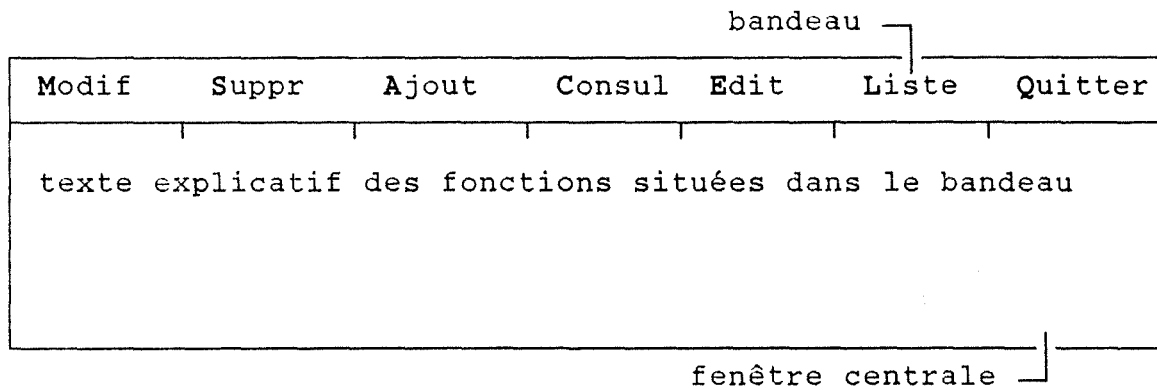 bandeau
Modif Suppr Ajout Consul Edit Liste Quitter
texte explicatif des fonctions situées dans le bandeau
fenêtre centrale